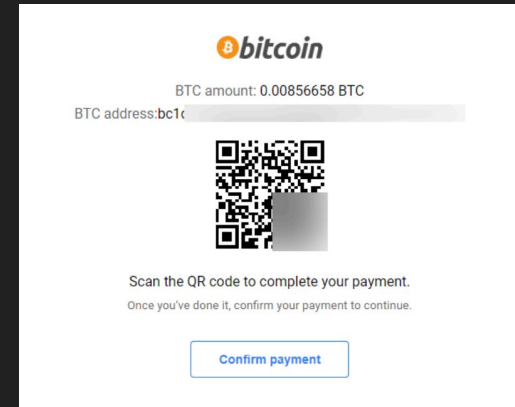 bitcoin
BTC amount: 0.00856658 BTC
BTC address:
Scan the QR code to complete your payment.
Once you've done it, confirm your payment to continue.
Confirm payment